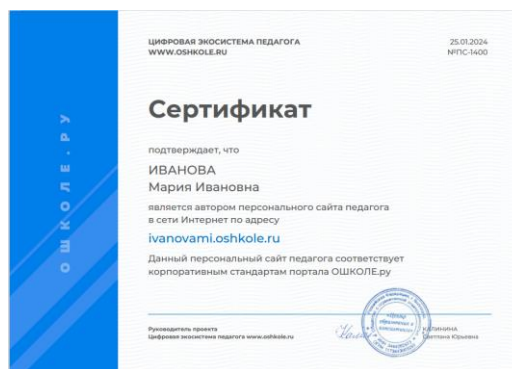 ЦИФРОВАЯ ЭКОСИСТЕМА ПЕДАГОГА
WWW.OSHKOLE.RU
25.01.2024
№ПС-1400
ОШКОЛЕ.РУ
Сертификат
подтверждает, что
ИВАНОВА
Мария Ивановна
является автором персонального сайта педагога
в сети Интернет по адресу
ivanovami.oshkole.ru
Данный персональный сайт педагога соответствует
корпоративным стандартам портала ОШКОЛЕ.ру
Руководитель проекта
Цифровая экосистема педагога www.oshkole.ru
КАЛИНИНА
Светлана Юрьевна